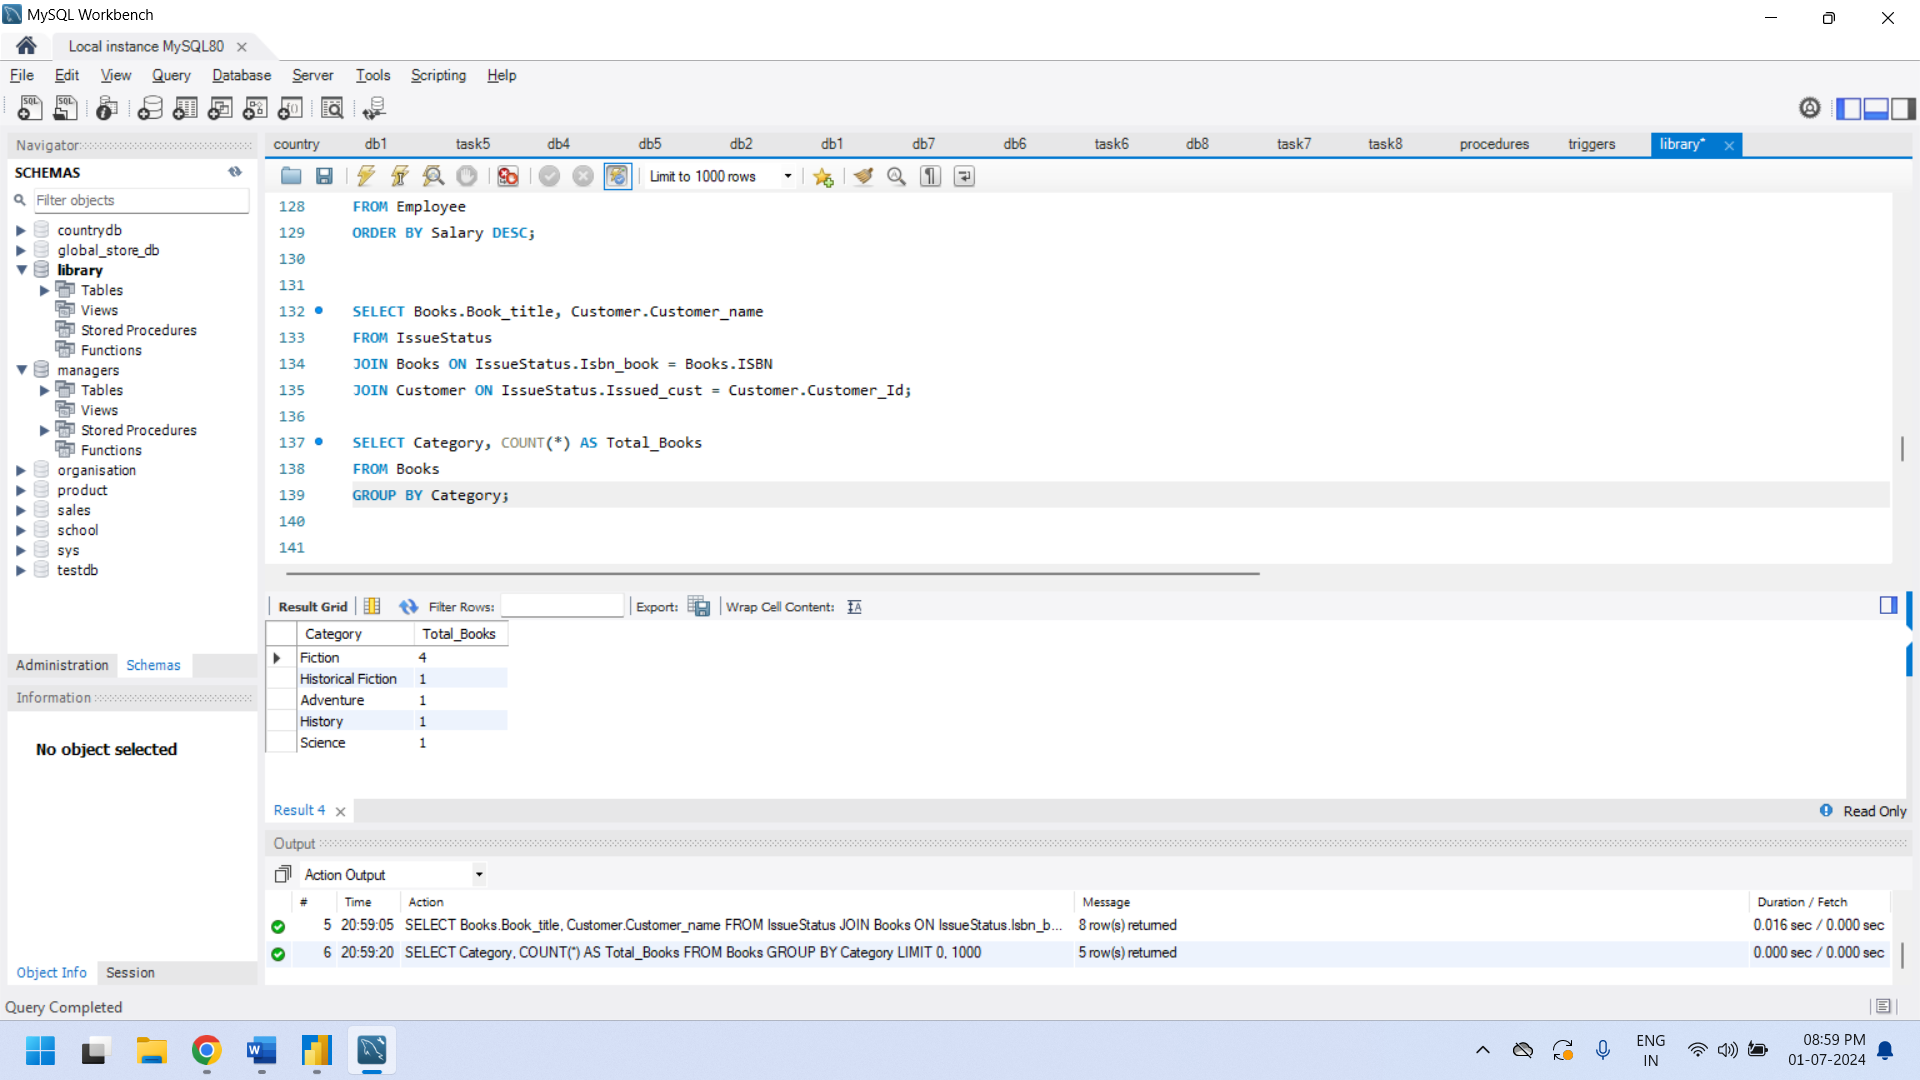 MySQL Workbench
Local instance MySQL80
File Edit View Query Database Server Tools Scripting Help
Navigator
SCHEMAS
Filter objects
countrydb
global_store_db
library
Tables
Views
Stored Procedures
Functions
managers
Tables
Views
Stored Procedures
Functions
organisation
product
sales
school
sys
testdb
Administration Schemas
Information
No object selected
Object Info Session
country db1 task5 db4 db5 db2 db1 db7 db6 task6 db8 task7 task8 procedures triggers library*
Limit to 1000 rows
128 FROM Employee
129 ORDER BY Salary DESC;
130
131
132 SELECT Books.Book_title, Customer.Customer_name
133 FROM IssueStatus
134 JOIN Books ON IssueStatus.Isbn_book = Books.ISBN
135 JOIN Customer ON IssueStatus.Issued_cust = Customer.Customer_Id;
136
137 SELECT Category, COUNT(*) AS Total_Books
138 FROM Books
139 GROUP BY Category;
140
141
Result Grid Filter Rows: Export: Wrap Cell Content:
Category Total_Books
Fiction 4
Historical Fiction 1
Adventure 1
History 1
Science 1
Result 4 Read Only
Output
Action Output
# Time Action Message Duration / Fetch
5 20:59:05 SELECT Books.Book_title, Customer.Customer_name FROM IssueStatus JOIN Books ON IssueStatus.Isbn_b... 8 row(s) returned 0.016 sec / 0.000 sec
6 20:59:20 SELECT Category, COUNT(*) AS Total_Books FROM Books GROUP BY Category LIMIT 0, 1000 5 row(s) returned 0.000 sec / 0.000 sec
Query Completed
ENG
IN
08:59 PM
01-07-2024